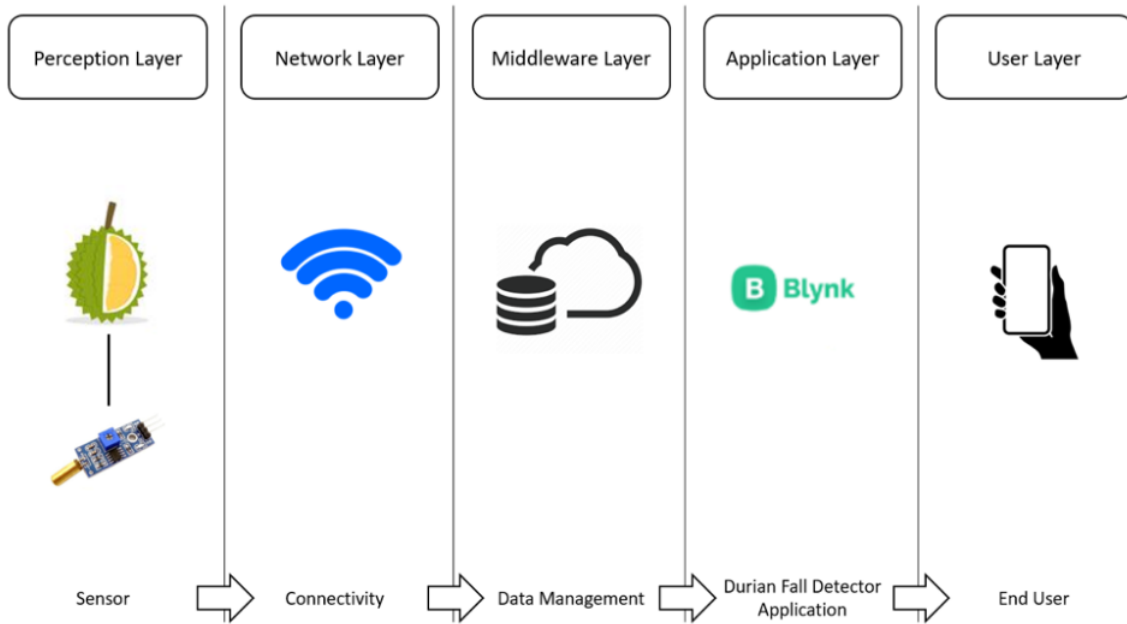 Perception Layer
Network Layer
Middleware Layer
Application Layer
User Layer
B Blynk
Sensor
Connectivity
Data Management
Durian Fall Detector
Application
End User